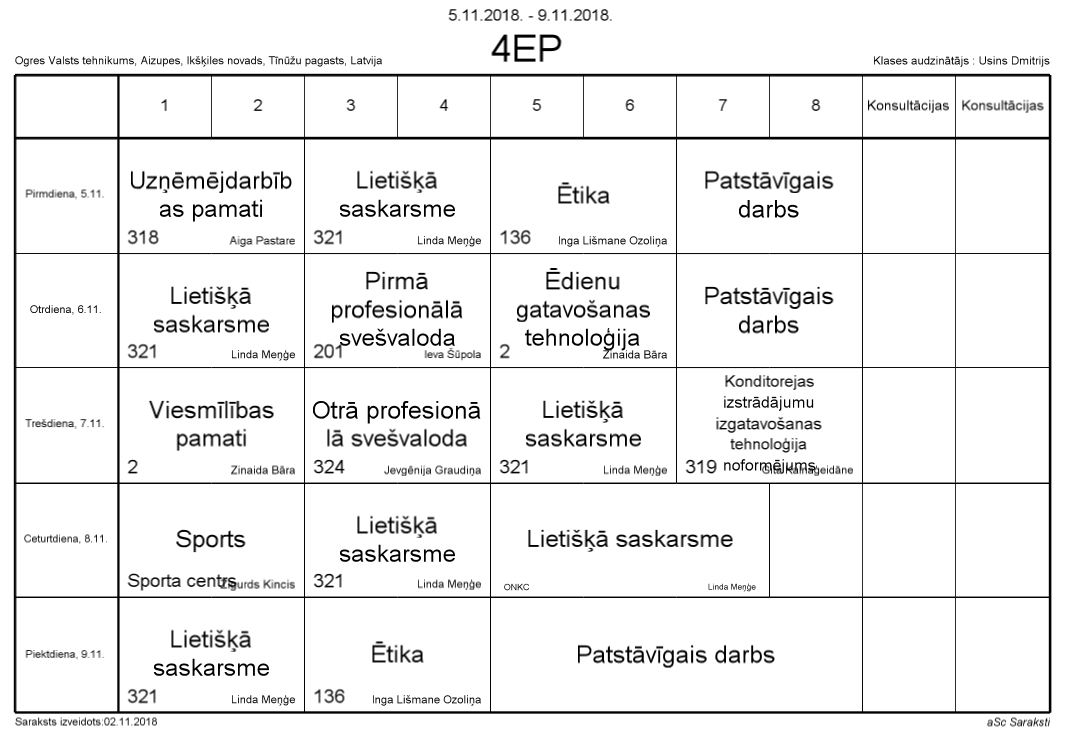 5.11.2018. - 9.11.2018.
4EP
Ogres Valsts tehnikums, Aizupes, Ikšķiles novads, Tīnūžu pagasts, Latvija
Klases audzinātājs : Usins Dmitrijs
1 2 3 4 5 6 7 8 Konsultācijas Konsultācijas
Pirmdiena, 5.11.
Uzņēmējdarbīb
as pamati
318 Aiga Pastare
Lietišķā
saskarsme
321 Linda Meņģe
Ētika
136 Inga Lišmane Ozoliņa
Patstāvīgais
darbs
Otrdiena, 6.11.
Lietišķā
saskarsme
321 Linda Meņģe
Pirmā
profesionālā
svešvaloda
201 Ieva Šūpola
Ēdienu
gatavošanas
tehnoloģija
2 Zinaida Bāra
Patstāvīgais
darbs
Trešdiena, 7.11.
Viesmīlības
pamati
2 Zinaida Bāra
Otrā profesionā
lā svešvaloda
324 Jevgēnija Graudiņa
Lietišķā
saskarsme
321 Linda Meņģe
Konditorejas
izstrādājumu
izgatavošanas
tehnoloģija
noformējums
319
Ceturtdiena, 8.11.
Sports
Sporta centrs Zigurds Kincis
Lietišķā
saskarsme
321 Linda Meņģe
Lietišķā saskarsme
ONKC Linda Meņģe
Piektdiena, 9.11.
Lietišķā
saskarsme
321 Linda Meņģe
Ētika
136 Inga Lišmane Ozoliņa
Patstāvīgais darbs
Saraksts izveidots:02.11.2018
aSc Saraksti